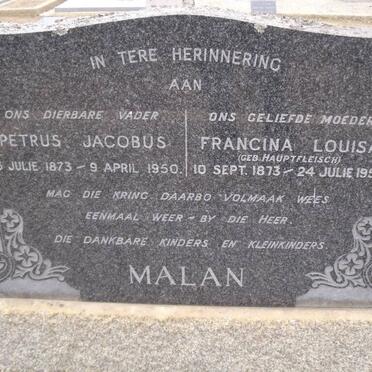 IN TERE HERINNERING
AAN
ONS DIERBARE VADER
PETRUS JACOBUS
JULIE 1873 - 9 APRIL 1950.
ONS GELIEFDE MOEDER
FRANCINA LOUISA
(GEB. HAUPTFLEISCH)
10 SEPT. 1873 - 24 JULIE
MAG DIE KRING DAARBO VOLMAAK WEES
EENMAAL WEER - BY DIE HEER.
DIE DANKBARE KINDERS EN KLEINKINDERS.
MALAN